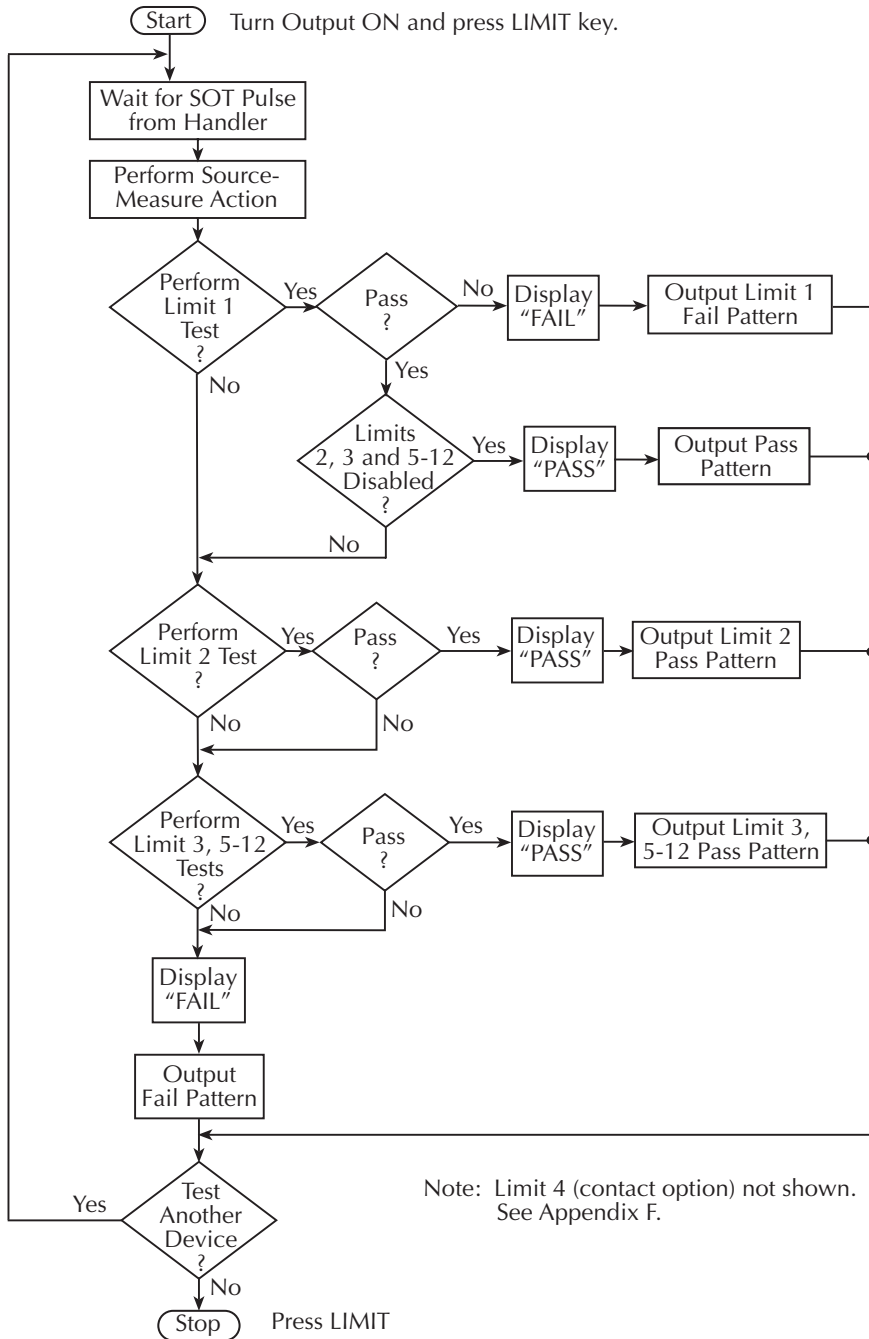 Start
Turn Output ON and press LIMIT key.
Wait for SOT Pulse
from Handler
Perform Source-
Measure Action
Perform
Limit 1
Test
?
Yes
Pass
?
No
Display
“FAIL”
Output Limit 1
Fail Pattern
No
Yes
Limits
2, 3 and 5-12
Disabled
?
Yes
Display
“PASS”
Output Pass
Pattern
No
Perform
Limit 2 Test
?
Yes
Pass
?
Yes
Display
“PASS”
Output Limit 2
Pass Pattern
No
No
Perform
Limit 3, 5-12
Tests
?
Yes
Pass
?
Yes
Display
“PASS”
Output Limit 3,
5-12 Pass Pattern
No
No
Display
“FAIL”
Output
Fail Pattern
Yes
Test
Another
Device
?
Note: Limit 4 (contact option) not shown.
See Appendix F.
No
Stop
Press LIMIT